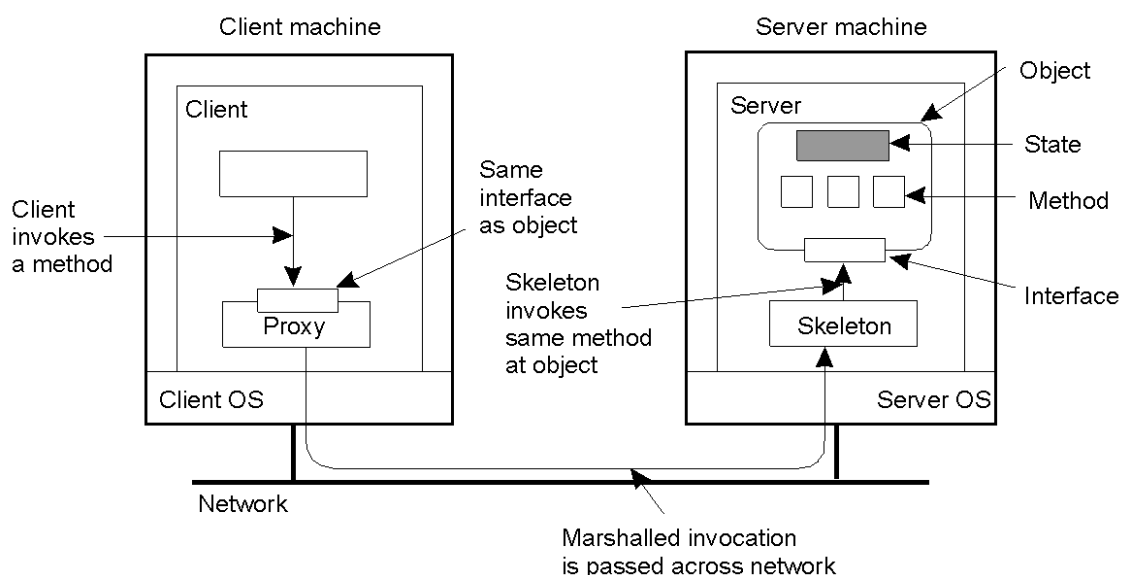 Client machine
Server machine
Object
Client
Server
State
Same
interface
as object
Method
Client
invokes
a method
Skeleton
invokes
same method
at object
Interface
Proxy
Skeleton
Client OS
Server OS
Network
Marshalled invocation
is passed across network